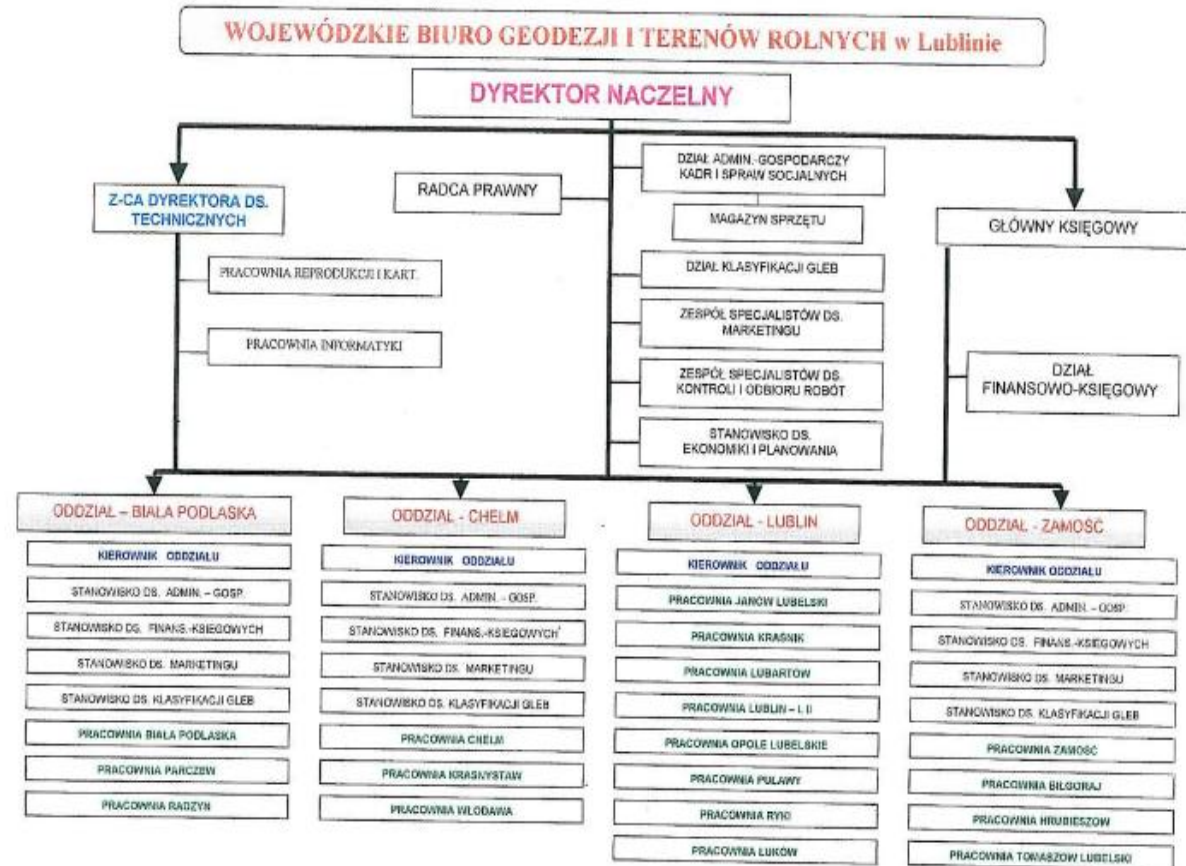 WOJEWÓDZKIE BIURO GEODEZJI I TERENÓW ROLNYCH w Lublinie
DYREKTOR NACZELNY
Z-CA DYREKTORA DS.
TECHNICZNYCH
PRACOWNIA REPRODUKCJI I KART.
PRACOWNIA INFORMATYKI
RADCA PRAWNY
DZIAŁ ADMIN.-GOSPODARCZY
KADR I SPRAW SOCJALNYCH
MAGAZYN SPRZĘTU
DZIAŁ KLASYFIKACJI GLEB
ZESPÓŁ SPECJALISTÓW DS.
MARKETINGU
ZESPÓŁ SPECJALISTÓW DS.
KONTROLI I ODBIORU ROBÓT
STANOWISKO DS.
EKONOMIKI I PLANOWANIA
GŁÓWNY KSIĘGOWY
DZIAŁ
FINANSOWO-KSIĘGOWY
ODDZIAŁ – BIAŁA PODLASKA
KIEROWNIK ODDZIAŁU
STANOWISKO DS. ADMIN. – GOSP.
STANOWISKO DS. FINANS.-KSIEGOWYCH
STANOWISKO DS. MARKETINGU
STANOWISKO DS. KLASYFIKACJI GLEB
PRACOWNIA BIAŁA PODLASKA
PRACOWNIA PARCZEW
PRACOWNIA RADZYN
ODDZIAŁ - CHEŁM
KIEROWNIK ODDZIAŁU
STANOWISKO DS. ADMIN. – GOSP.
STANOWISKO DS. FINANS.-KSIEGOWYCH
STANOWISKO DS. MARKETINGU
STANOWISKO DS. KLASYFIKACJI GLEB
PRACOWNIA CHEŁM
PRACOWNIA KRASNYSTAW
PRACOWNIA WŁODAWA
ODDZIAŁ - LUBLIN
KIEROWNIK ODDZIAŁU
PRACOWNIA JANÓW LUBELSKI
PRACOWNIA KRAŚNIK
PRACOWNIA LUBARTÓW
PRACOWNIA LUBLIN – I, II
PRACOWNIA OPOLE LUBELSKIE
PRACOWNIA PUŁAWY
PRACOWNIA RYKI
PRACOWNIA ŁUKÓW
ODDZIAŁ - ZAMOŚĆ
KIEROWNIK ODDZIAŁU
STANOWISKO DS. ADMIN. – GOSP.
STANOWISKO DS. FINANS.-KSIEGOWYCH
STANOWISKO DS. MARKETINGU
STANOWISKO DS. KLASYFIKACJI GLEB
PRACOWNIA ZAMOŚĆ
PRACOWNIA BIŁGORAJ
PRACOWNIA HRUBIESZOW
PRACOWNIA TOMASZOW LUBELSKI